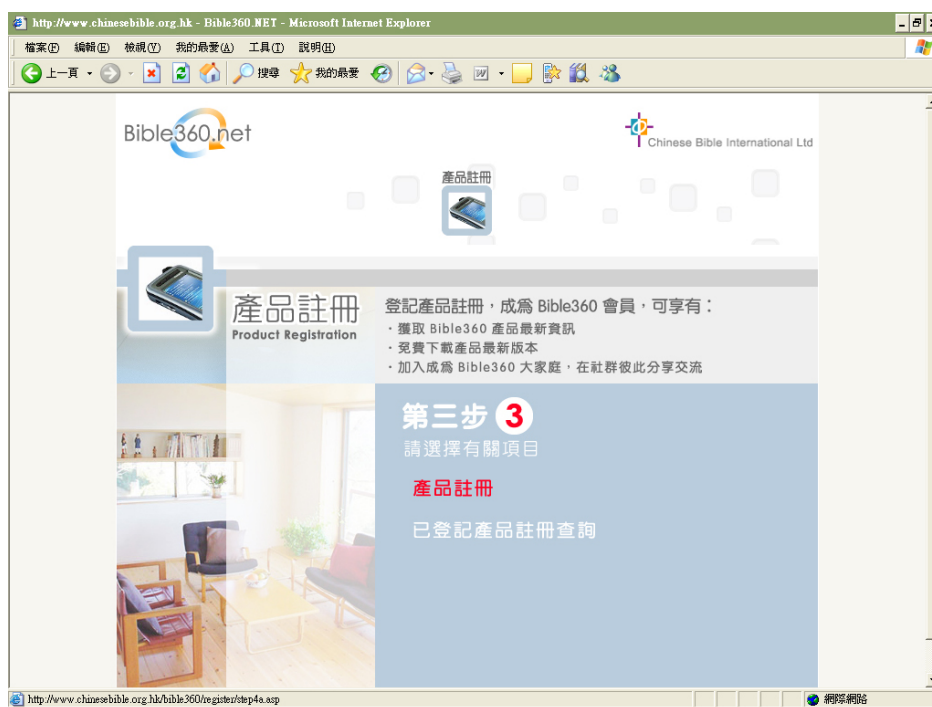 http://www.chinesebible.org.hk - Bible360.NET - Microsoft Internet Explorer
檔案(F) 編輯(E) 檢視(V) 我的最愛(A) 工具(T) 說明(H)
上一頁 搜尋 我的最愛
Bible360.net
Chinese Bible International Ltd
產品註冊
產品註冊
Product Registration
登記產品註冊,成為 Bible360 會員,可享有:
·獲取 Bible360 產品最新資訊
·免費下載產品最新版本
·加入成為 Bible360 大家庭,在社群彼此分享交流
第三步 3
請選擇有關項目
產品註冊
已登記產品註冊查詢
http://www.chinesebible.org.hk/bible360/register/step4a.asp 網際網路